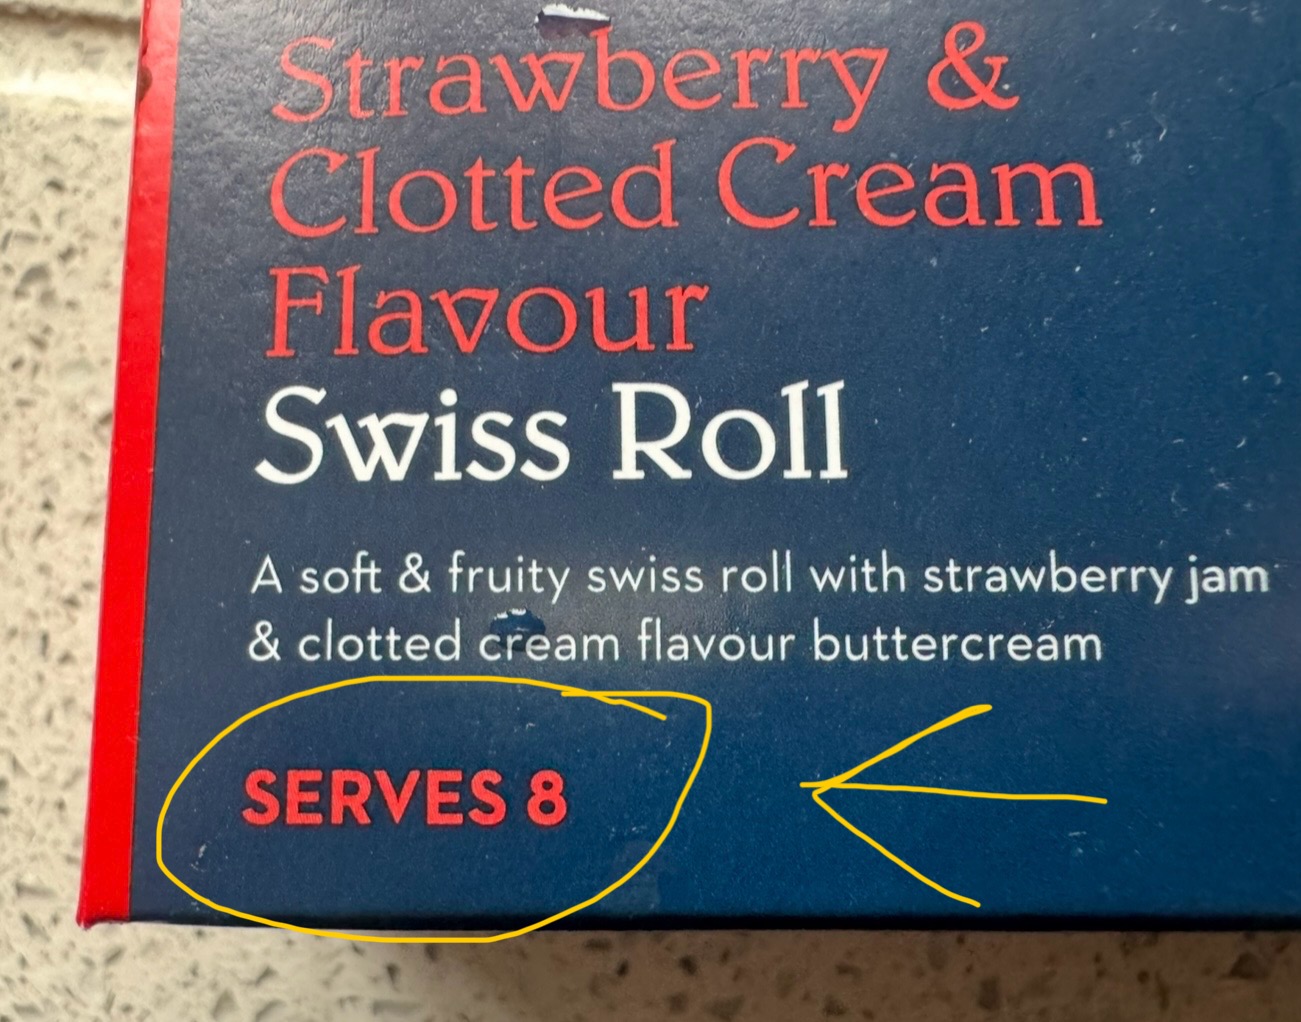 Strawberry &
Clotted Cream
Flavour
Swiss Roll
A soft & fruity swiss roll with strawberry jam
& clotted cream flavour buttercream
SERVES 8